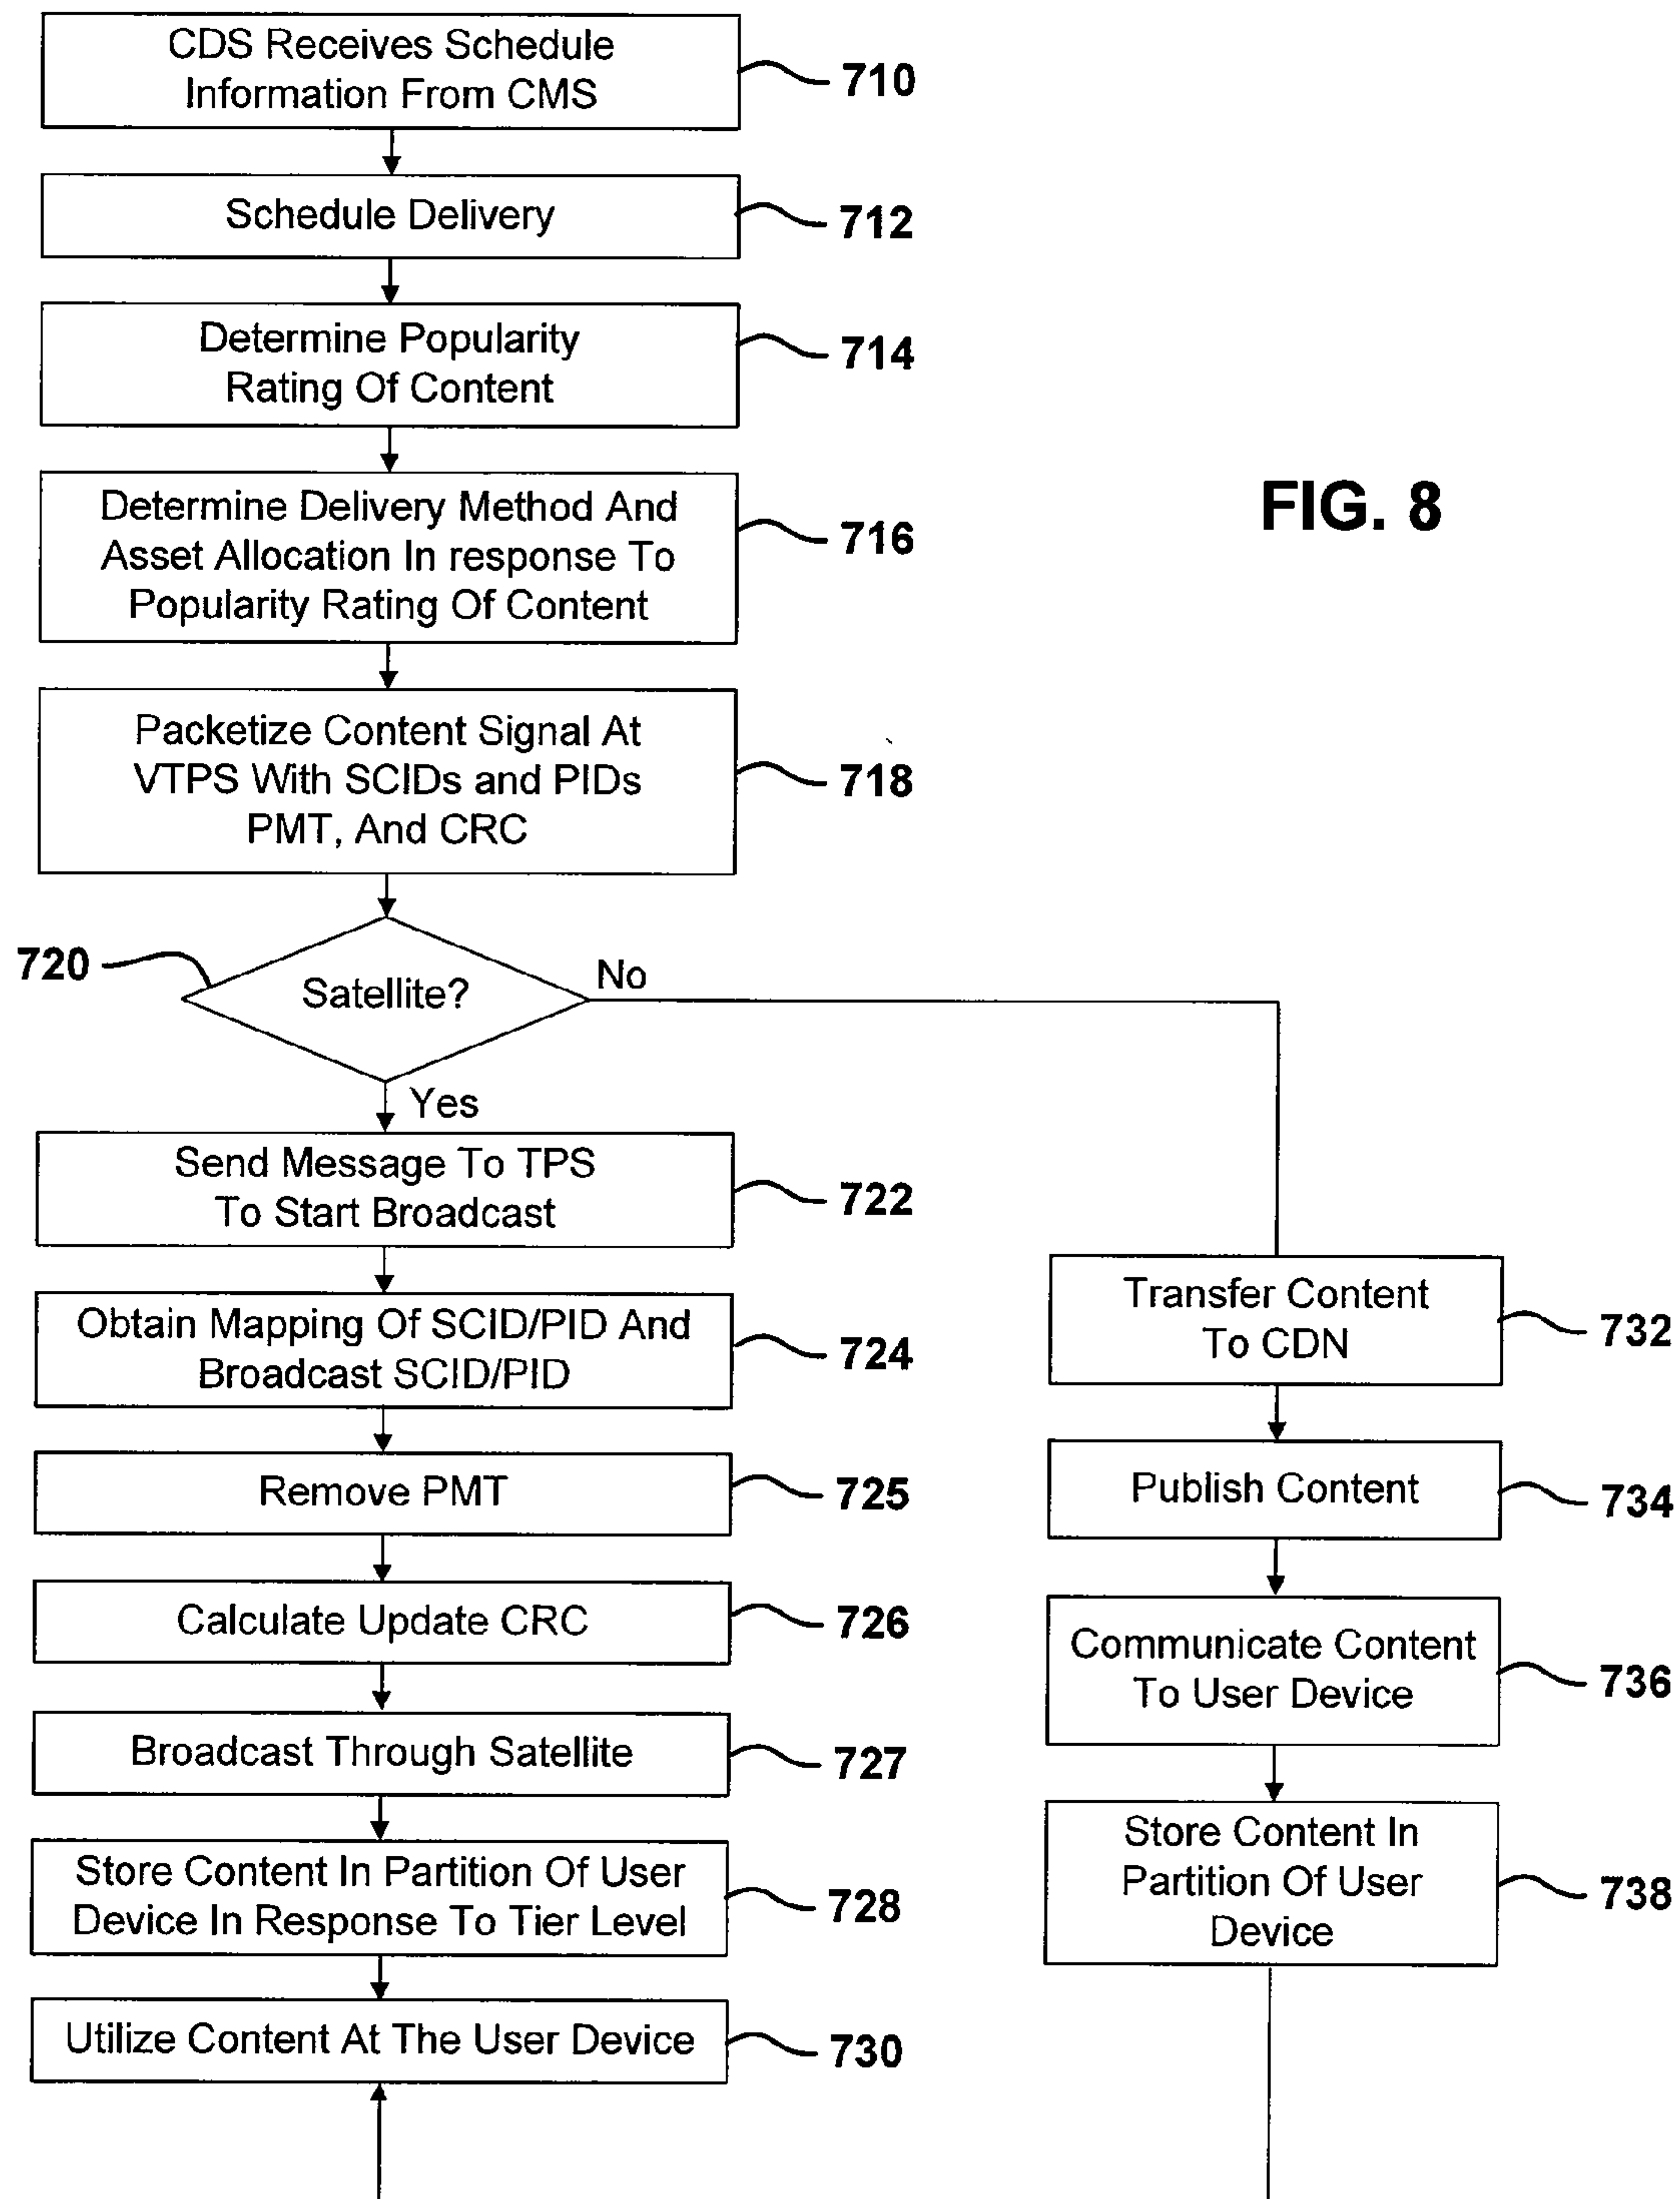 CDS Receives Schedule
Information From CMS
710
Schedule Delivery
712
Determine Popularity
Rating Of Content
714
Determine Delivery Method And
Asset Allocation In response To
Popularity Rating Of Content
716
FIG. 8
Packetize Content Signal At
VTPS With SCIDs and PIDs
PMT, And CRC
718
720
Satellite?
No
Yes
Send Message To TPS
To Start Broadcast
722
Obtain Mapping Of SCID/PID And
Broadcast SCID/PID
724
Remove PMT
725
Calculate Update CRC
726
Broadcast Through Satellite
727
Store Content In Partition Of User
Device In Response To Tier Level
728
Utilize Content At The User Device
730
Transfer Content
To CDN
732
Publish Content
734
Communicate Content
To User Device
736
Store Content In
Partition Of User
Device
738